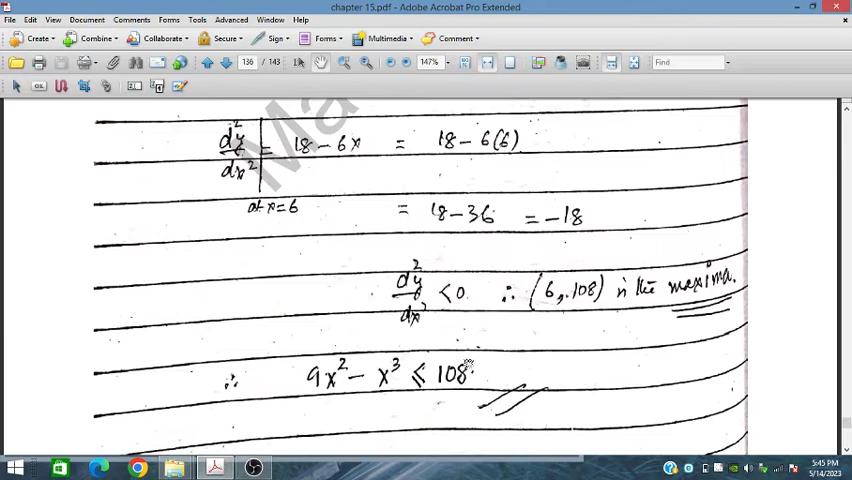 chapter 15.pdf - Adobe Acrobat Pro Extended
File Edit View Document Comments Forms Tools Advanced Window Help
Create Combine Collaborate Secure Sign Forms Multimedia Comment
136 / 143 147% Find
Ma
d²y/dx² | at x=6 = 18 - 6x = 18 - 6(6)
= 18 - 36 = -18
d²y/dx² < 0 ∴ (6, 108) is the maxima.
∴ 9x² - x³ ⩽ 108
5:45 PM
5/14/2023